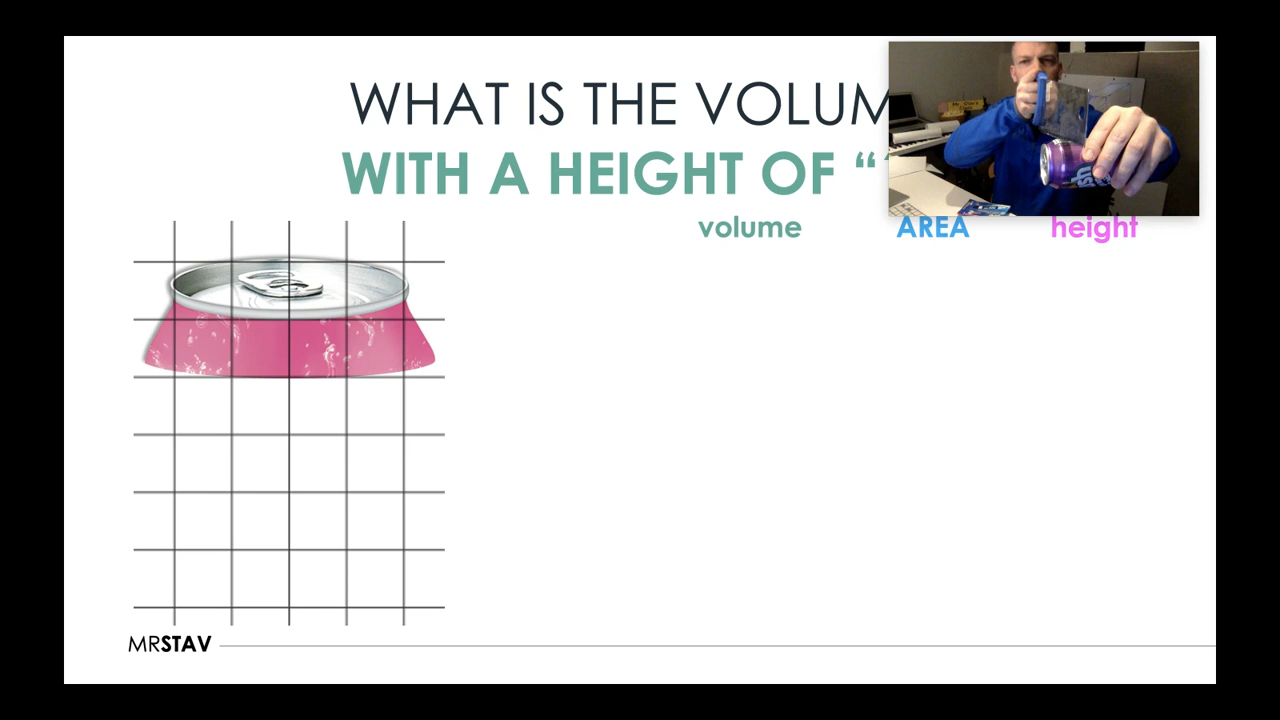 WHAT IS THE VOLUM
WITH A HEIGHT OF “
volume AREA height
MRSTAV